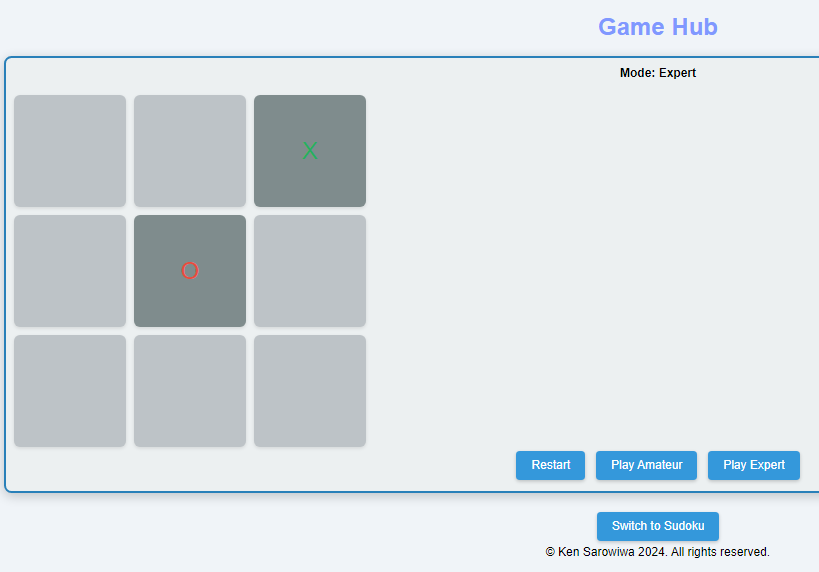 Game Hub
Mode: Expert
X
O
Restart Play Amateur Play Expert
Switch to Sudoku
© Ken Sarowiwa 2024. All rights reserved.